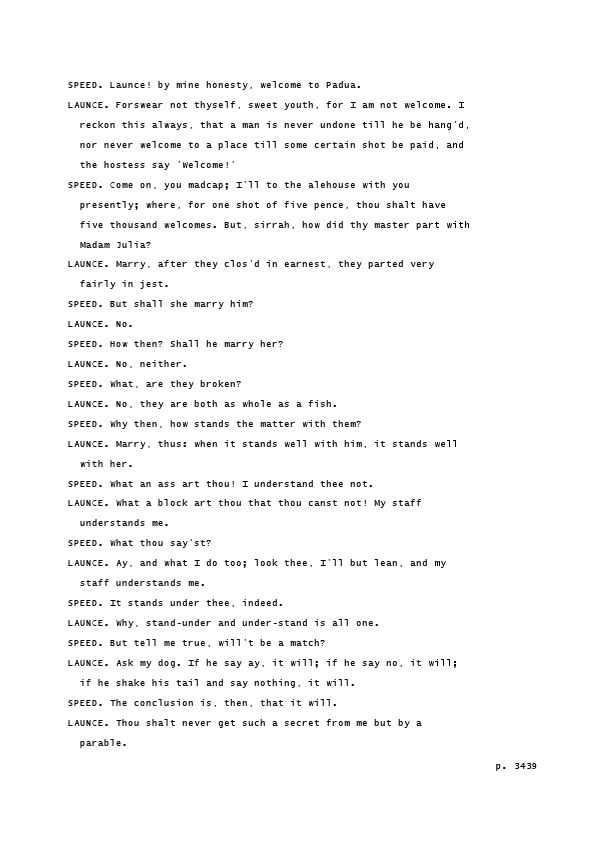 SPEED. Launce! by mine honesty, welcome to Padua.
LAUNCE. Forswear not thyself, sweet youth, for I am not welcome. I
reckon this always, that a man is never undone till he be hang'd,
nor never welcome to a place till some certain shot be paid, and
the hostess say 'Welcome!'
SPEED. Come on, you madcap; I'll to the alehouse with you
presently; where, for one shot of five pence, thou shalt have
five thousand welcomes. But, sirrah, how did thy master part with
Madam Julia?
LAUNCE. Marry, after they clos'd in earnest, they parted very
fairly in jest.
SPEED. But shall she marry him?
LAUNCE. No.
SPEED. How then? Shall he marry her?
LAUNCE. No, neither.
SPEED. What, are they broken?
LAUNCE. No, they are both as whole as a fish.
SPEED. Why then, how stands the matter with them?
LAUNCE. Marry, thus: when it stands well with him, it stands well
with her.
SPEED. What an ass art thou! I understand thee not.
LAUNCE. What a block art thou that thou canst not! My staff
understands me.
SPEED. What thou say'st?
LAUNCE. Ay, and what I do too; look thee, I'll but lean, and my
staff understands me.
SPEED. It stands under thee, indeed.
LAUNCE. Why, stand-under and under-stand is all one.
SPEED. But tell me true, will't be a match?
LAUNCE. Ask my dog. If he say ay, it will; if he say no, it will;
if he shake his tail and say nothing, it will.
SPEED. The conclusion is, then, that it will.
LAUNCE. Thou shalt never get such a secret from me but by a
parable.
p. 3439